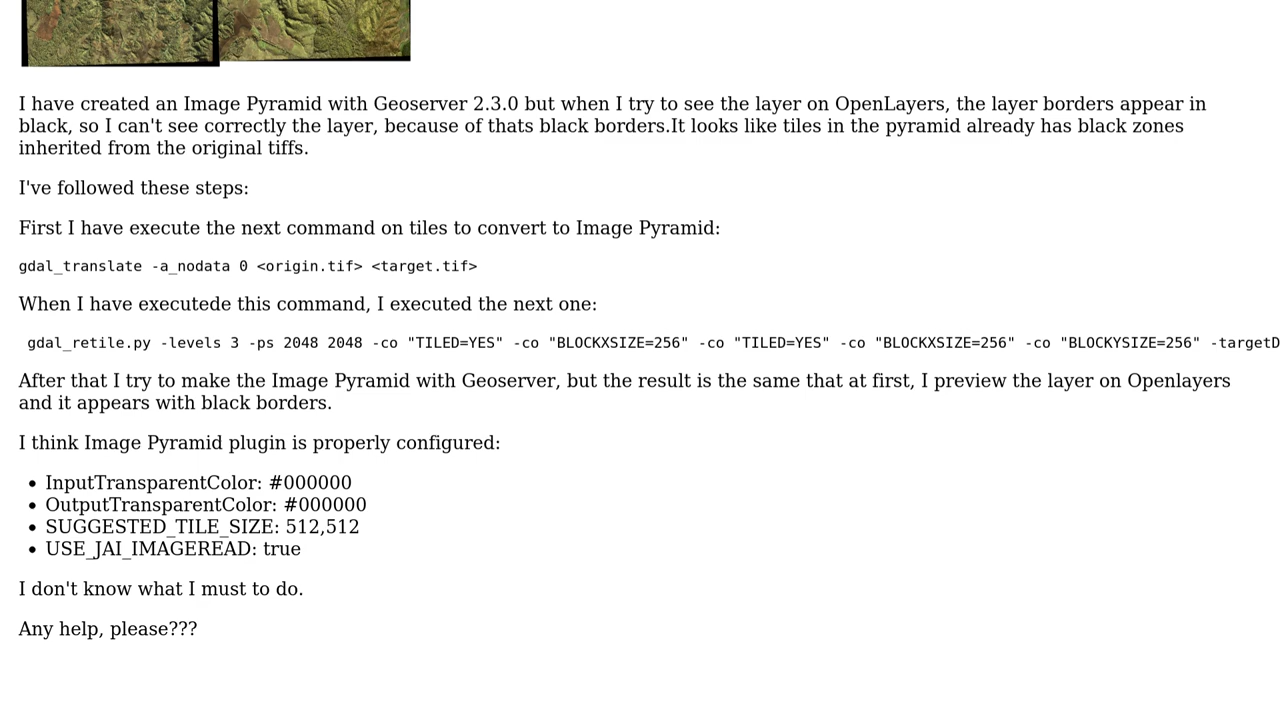 I have created an Image Pyramid with Geoserver 2.3.0 but when I try to see the layer on OpenLayers, the layer borders appear in
black, so I can't see correctly the layer, because of thats black borders.It looks like tiles in the pyramid already has black zones
inherited from the original tiffs.
I've followed these steps:
First I have execute the next command on tiles to convert to Image Pyramid:
gdal_translate -a_nodata 0 <origin.tif> <target.tif>
When I have executede this command, I executed the next one:
gdal_retile.py -levels 3 -ps 2048 2048 -co "TILED=YES" -co "BLOCKXSIZE=256" -co "TILED=YES" -co "BLOCKXSIZE=256" -co "BLOCKYSIZE=256" -targetD
After that I try to make the Image Pyramid with Geoserver, but the result is the same that at first, I preview the layer on Openlayers
and it appears with black borders.
I think Image Pyramid plugin is properly configured:
• InputTransparentColor: #000000
• OutputTransparentColor: #000000
• SUGGESTED_TILE_SIZE: 512,512
• USE_JAI_IMAGEREAD: true
I don't know what I must to do.
Any help, please???